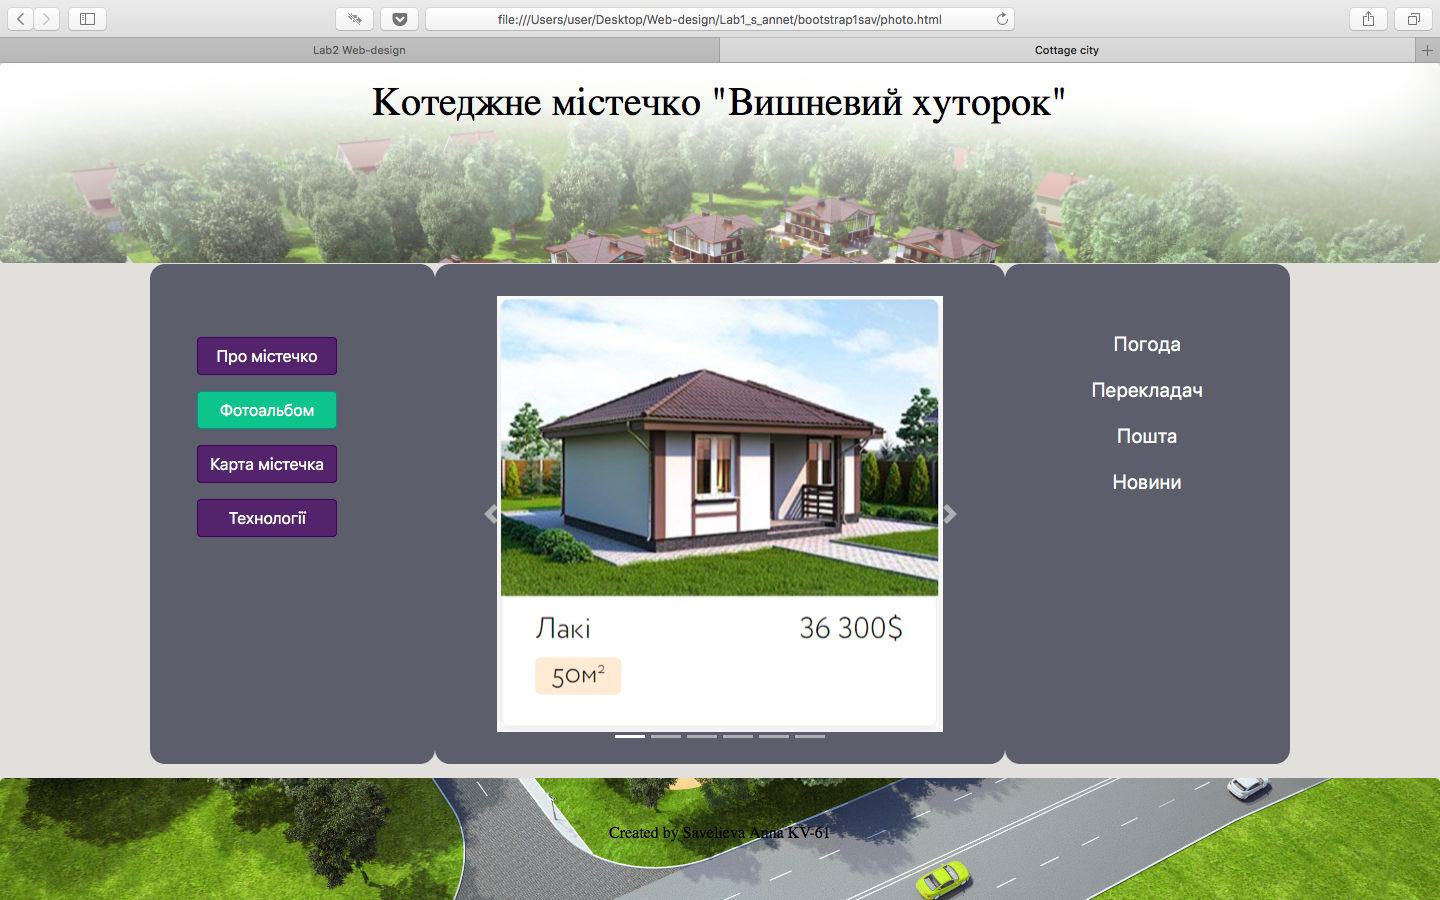 file:///Users/user/Desktop/Web-design/Lab1_s_annet/bootstrap1sav/photo.html
Lab2 Web-design
Cottage city
Котеджне містечко "Вишневий хуторок"
Про містечко
Фотоальбом
Карта містечка
Технології
Лакі
36 300$
50м²
Погода
Перекладач
Пошта
Новини
Created by Savelieva Anna KV-61